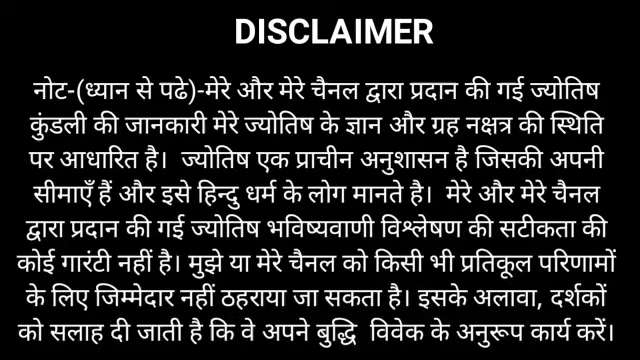 DISCLAIMER
नोट-(ध्यान से पढे)-मेरे और मेरे चैनल द्वारा प्रदान की गई ज्योतिष
कुंडली की जानकारी मेरे ज्योतिष के ज्ञान और ग्रह नक्षत्र की स्थिति
पर आधारित है। ज्योतिष एक प्राचीन अनुशासन है जिसकी अपनी
सीमाएँ हैं और इसे हिन्दु धर्म के लोग मानते है। मेरे और मेरे चैनल
द्वारा प्रदान की गई ज्योतिष भविष्यवाणी विश्लेषण की सटीकता की
कोई गारंटी नहीं है। मुझे या मेरे चैनल को किसी भी प्रतिकूल परिणामों
के लिए जिम्मेदार नहीं ठहराया जा सकता है। इसके अलावा, दर्शकों
को सलाह दी जाती है कि वे अपने बुद्धि विवेक के अनुरूप कार्य करें।